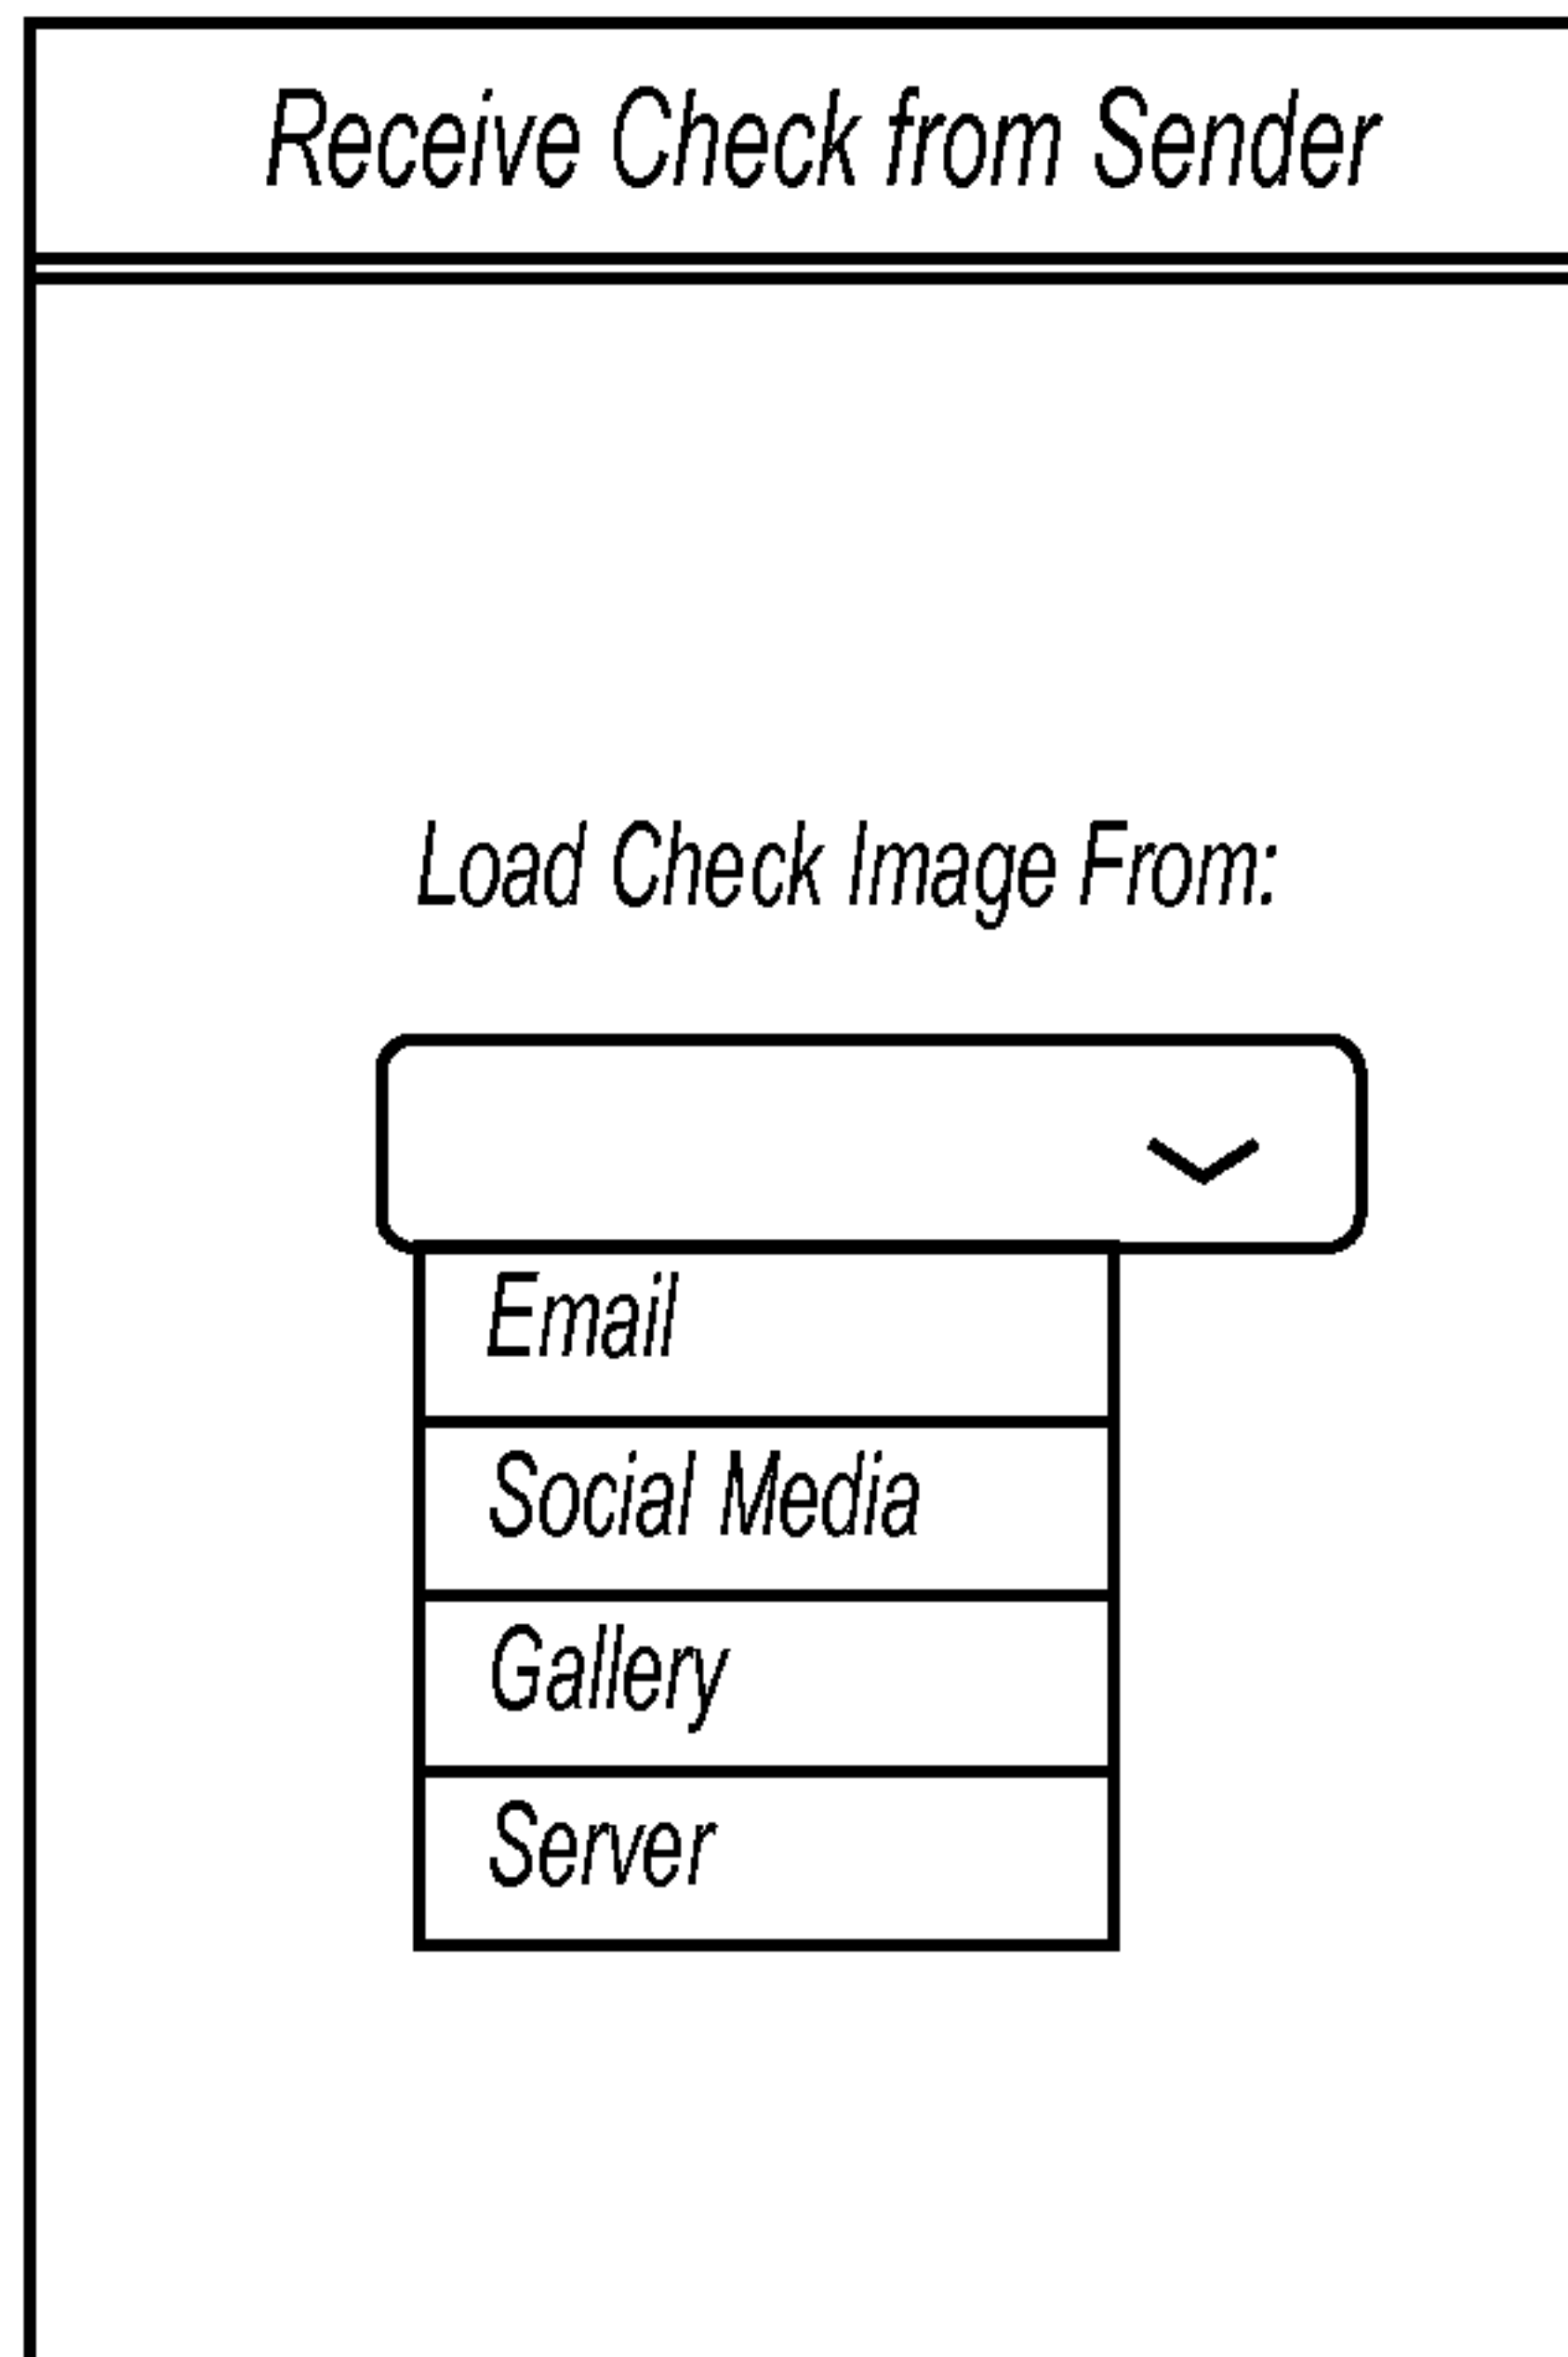 Receive Check from Sender
Load Check Image From:
Email
Social Media
Gallery
Server